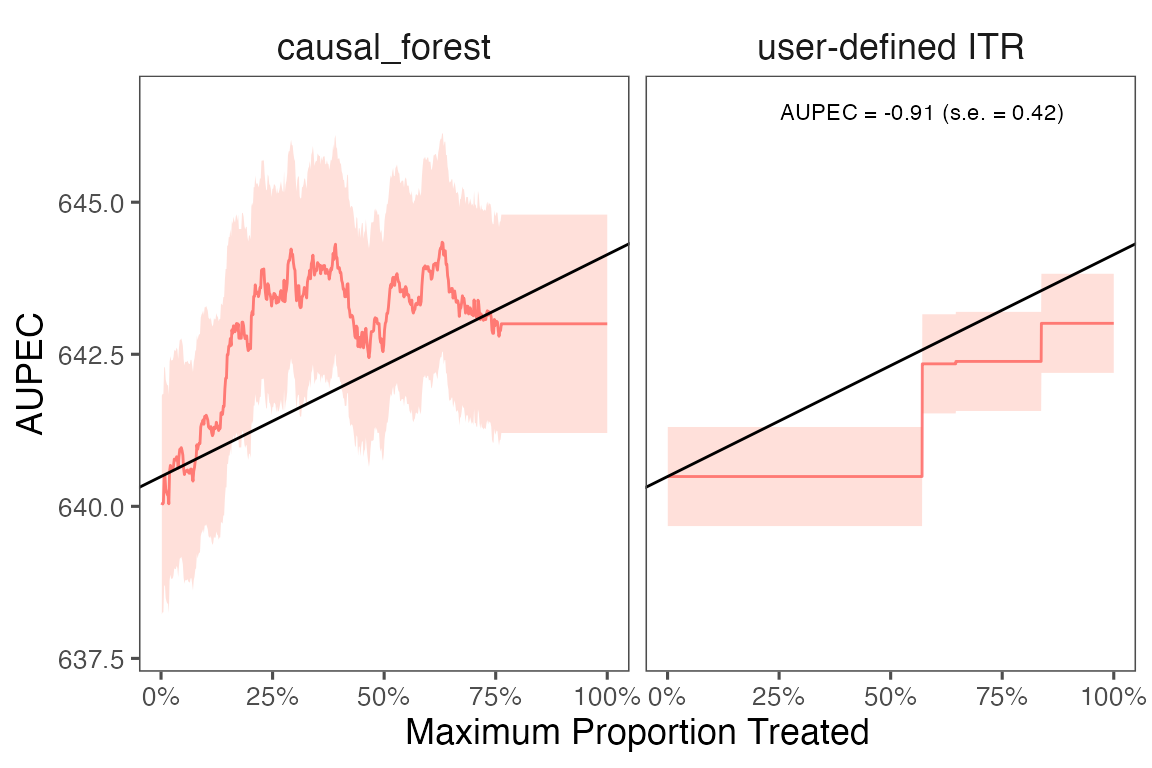 causal_forest
user-defined ITR
AUPEC = -0.91 (s.e. = 0.42)
AUPEC
645.0
642.5
640.0
637.5
0% 25% 50% 75% 100%
0% 25% 50% 75% 100%
Maximum Proportion Treated